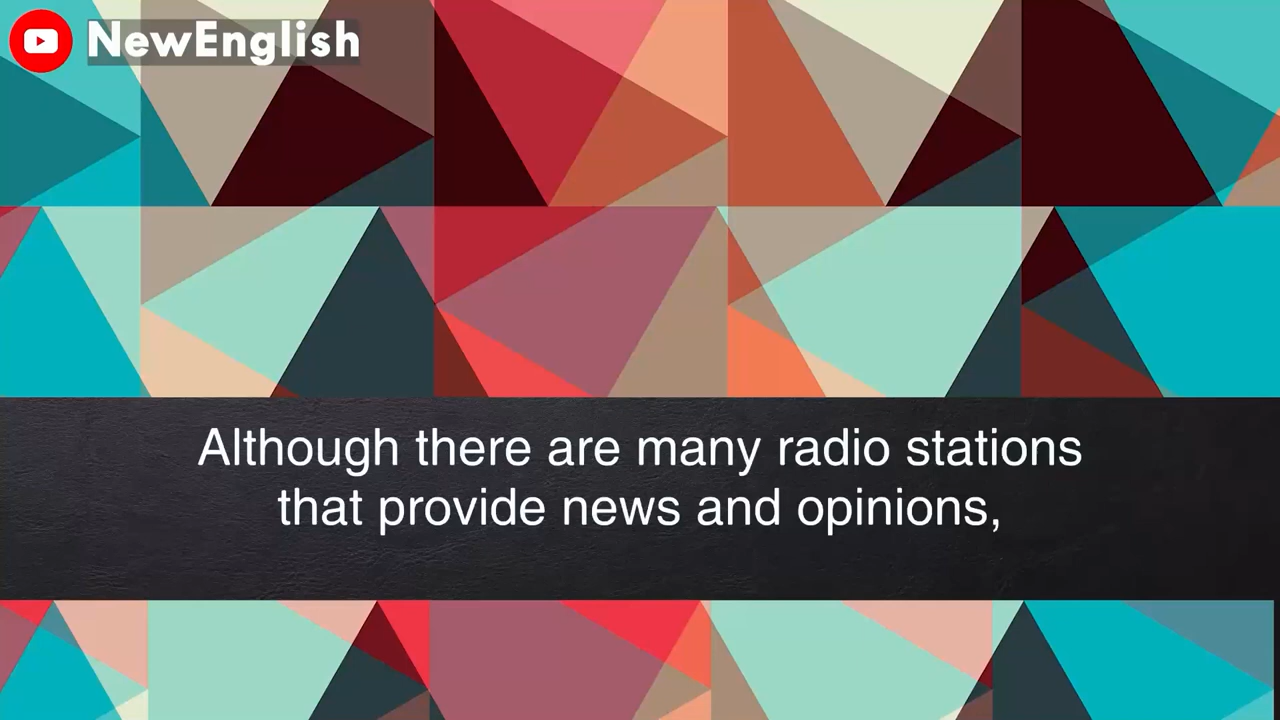 NewEnglish
Although there are many radio stations
that provide news and opinions,